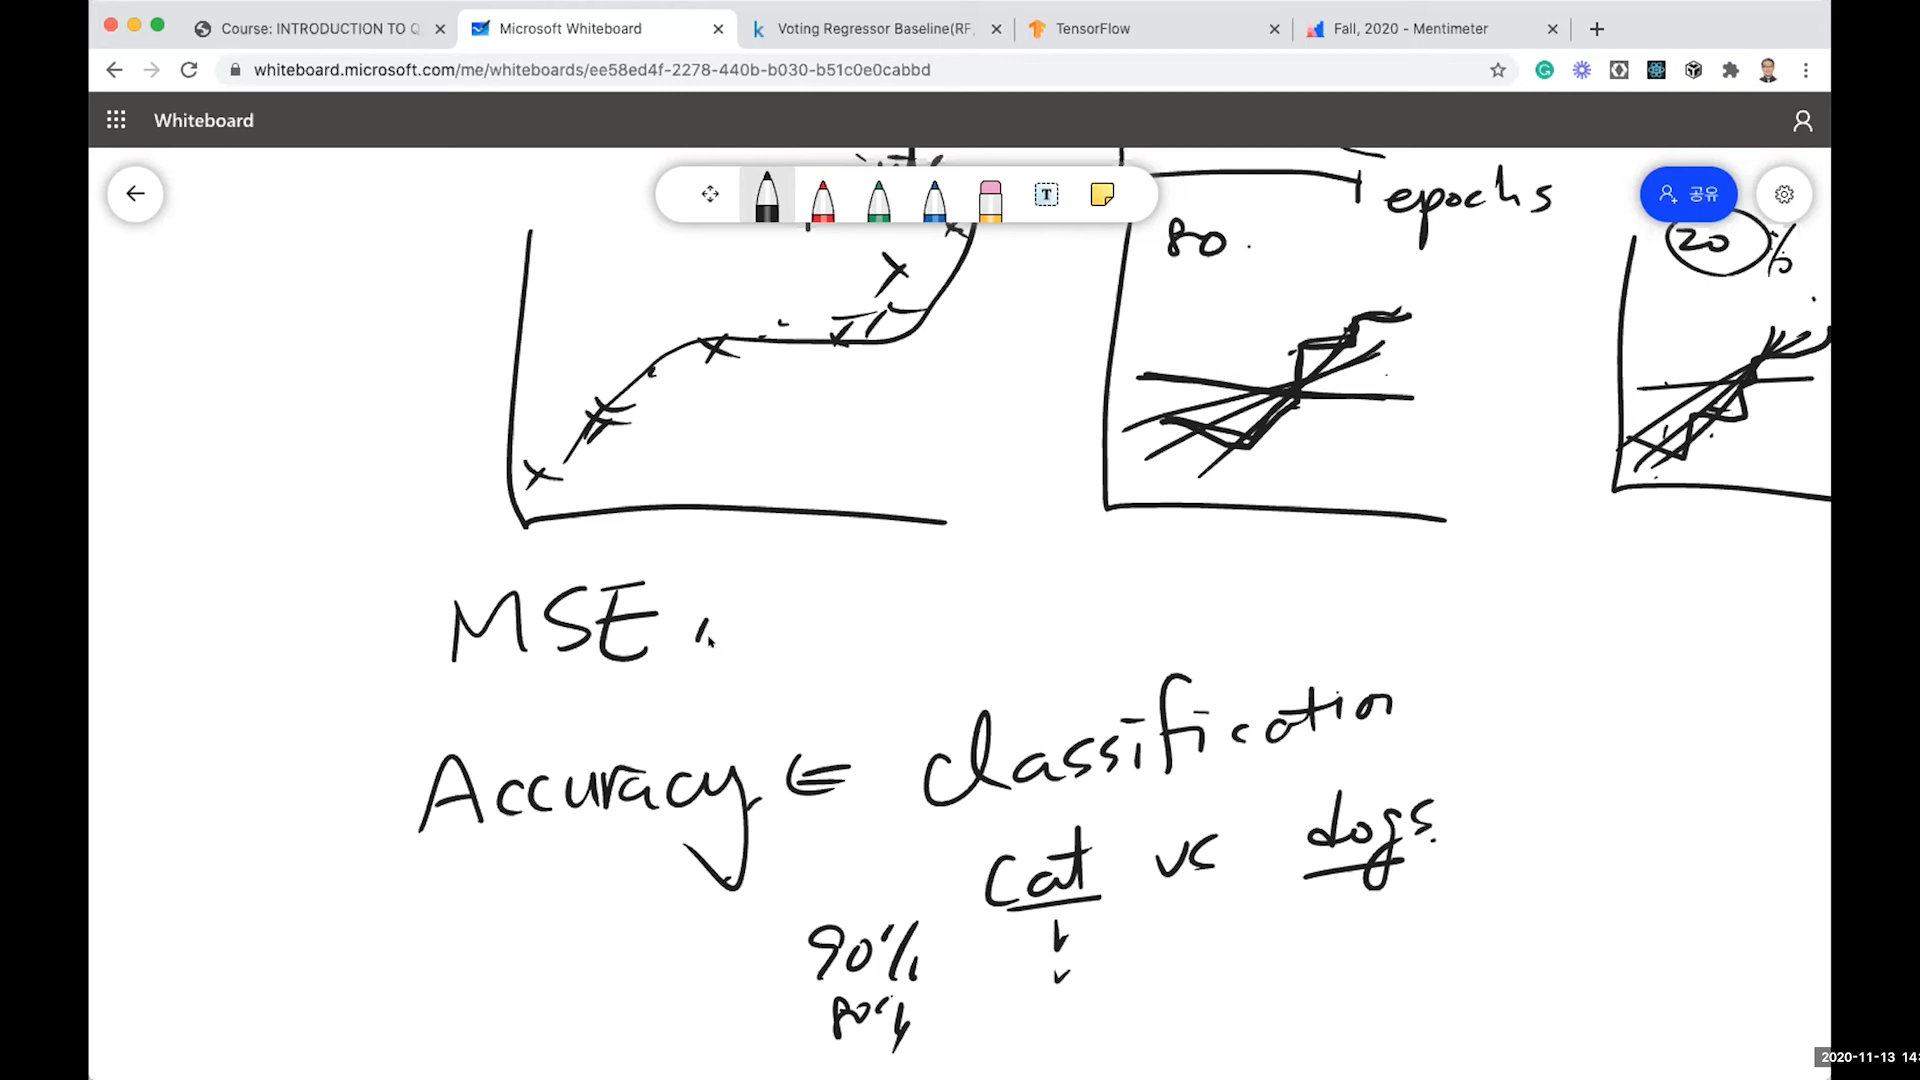 Course: INTRODUCTION TO Q
Microsoft Whiteboard
Voting Regressor Baseline(RF,
TensorFlow
Fall, 2020 - Mentimeter
whiteboard.microsoft.com/me/whiteboards/ee58ed4f-2278-440b-b030-b51c0e0cabbd
Whiteboard
공유
epochs
80
20 %
MSE
Accuracy ⇐ classification
cat vs dogs
90%
80%
2020-11-13 14: